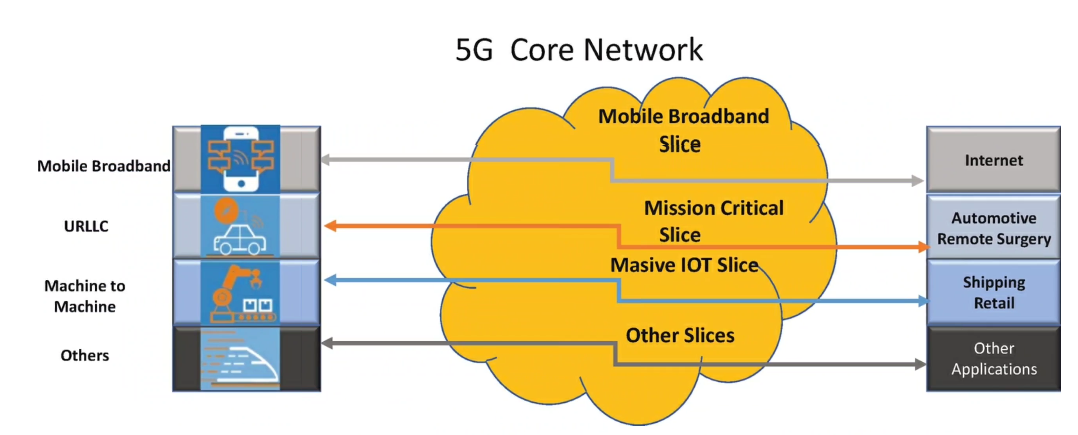 5G Core Network
Mobile Broadband
Slice
Mobile Broadband
Internet
Mission Critical
Slice
URLLC
Automotive
Remote Surgery
Masive IOT Slice
Machine to
Machine
Shipping
Retail
Other Slices
Others
Other
Applications